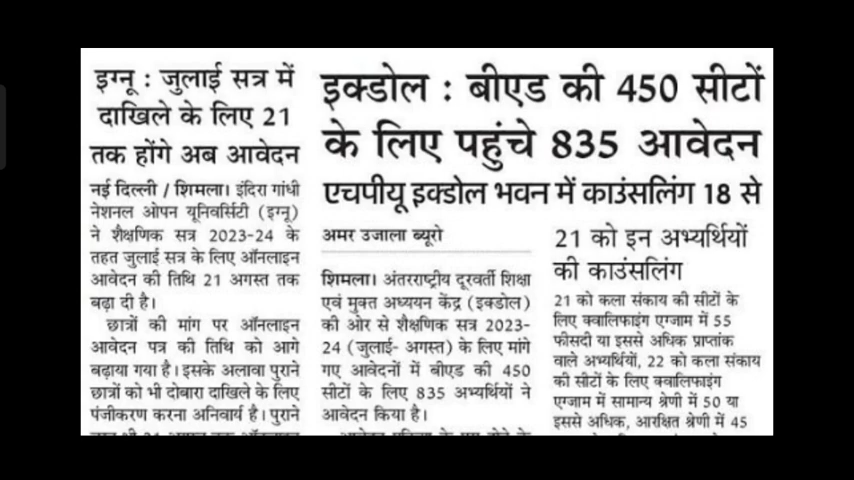 इग्नू : जुलाई सत्र में
दाखिले के लिए 21
तक होंगे अब आवेदन
नई दिल्ली / शिमला। इंदिरा गांधी
नेशनल ओपन यूनिवर्सिटी (इग्नू)
ने शैक्षणिक सत्र 2023-24 के
तहत जुलाई सत्र के लिए ऑनलाइन
आवेदन की तिथि 21 अगस्त तक
बढ़ा दी है।
छात्रों की मांग पर ऑनलाइन
आवेदन पत्र की तिथि को आगे
बढ़ाया गया है। इसके अलावा पुराने
छात्रों को भी दोबारा दाखिले के लिए
पंजीकरण करना अनिवार्य है। पुराने
इक्डोल : बीएड की 450 सीटों
के लिए पहुंचे 835 आवेदन
एचपीयू इक्डोल भवन में काउंसलिंग 18 से
अमर उजाला ब्यूरो
शिमला। अंतरराष्ट्रीय दूरवर्ती शिक्षा
एवं मुक्त अध्ययन केंद्र (इक्डोल)
की ओर से शैक्षणिक सत्र 2023-
24 (जुलाई- अगस्त) के लिए मांगे
गए आवेदनों में बीएड की 450
सीटों के लिए 835 अभ्यर्थियों ने
आवेदन किया है।
21 को इन अभ्यर्थियों
की काउंसलिंग
21 को कला संकाय की सीटों के
लिए क्वालिफाइंग एग्जाम में 55
फीसदी या इससे अधिक प्राप्तांक
वाले अभ्यर्थियों, 22 को कला संकाय
की सीटों के लिए क्वालिफाइंग
एग्जाम में सामान्य श्रेणी में 50 या
इससे अधिक, आरक्षित श्रेणी में 45